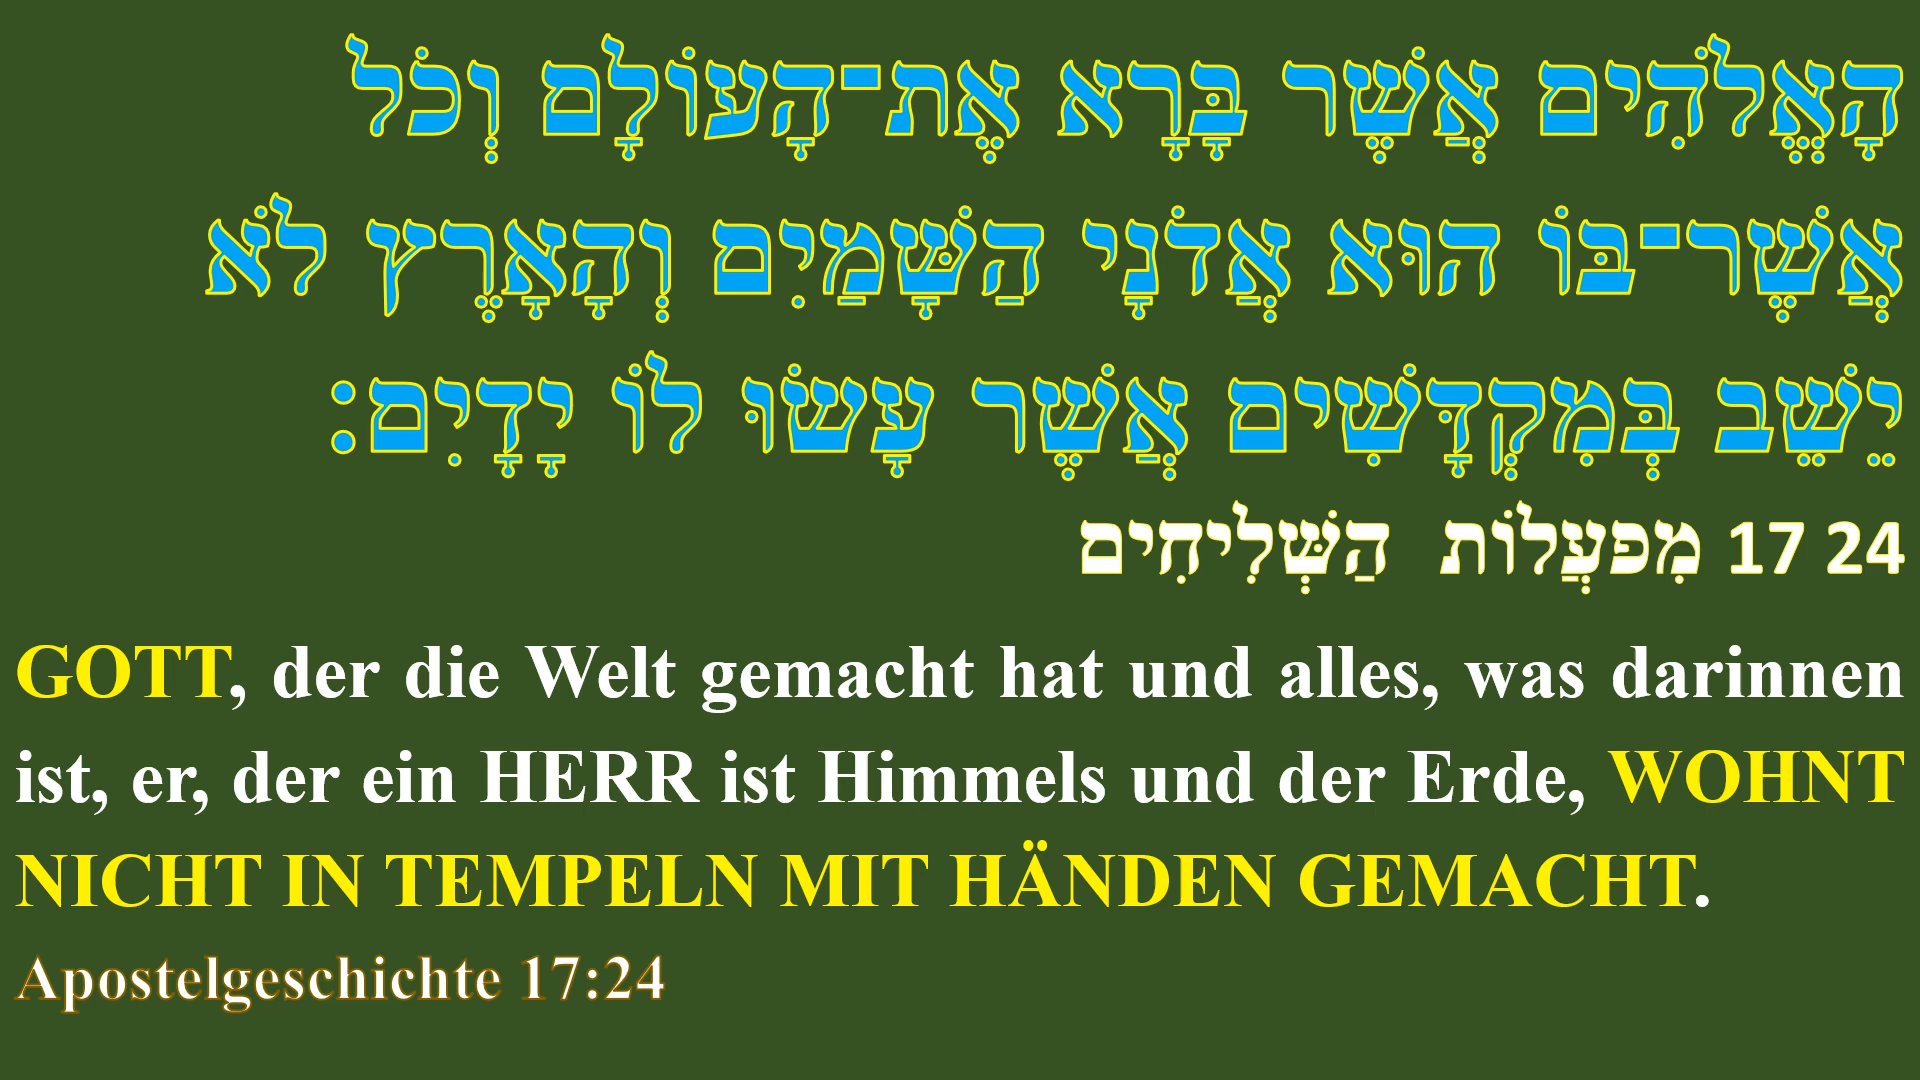 הָאֱלֹהִים אֲשֶׁר בָּרָא אֶת־הָעוֹלָם וְכֹל
אֲשֶׁר־בּוֹ הוּא אֲדֹנָי הַשָּׁמַיִם וְהָאָרֶץ לֹא
יֵשֵׁב בְּמִקְדָּשִׁים אֲשֶׁר עָשׂוּ לוֹ יָדָיִם׃
17 24 מִפעֲלוֹת הַשְּׁלִיחִים
GOTT, der die Welt gemacht hat und alles, was darinnen
ist, er, der ein HERR ist Himmels und der Erde, WOHNT
NICHT IN TEMPELN MIT HÄNDEN GEMACHT.
Apostelgeschichte 17:24